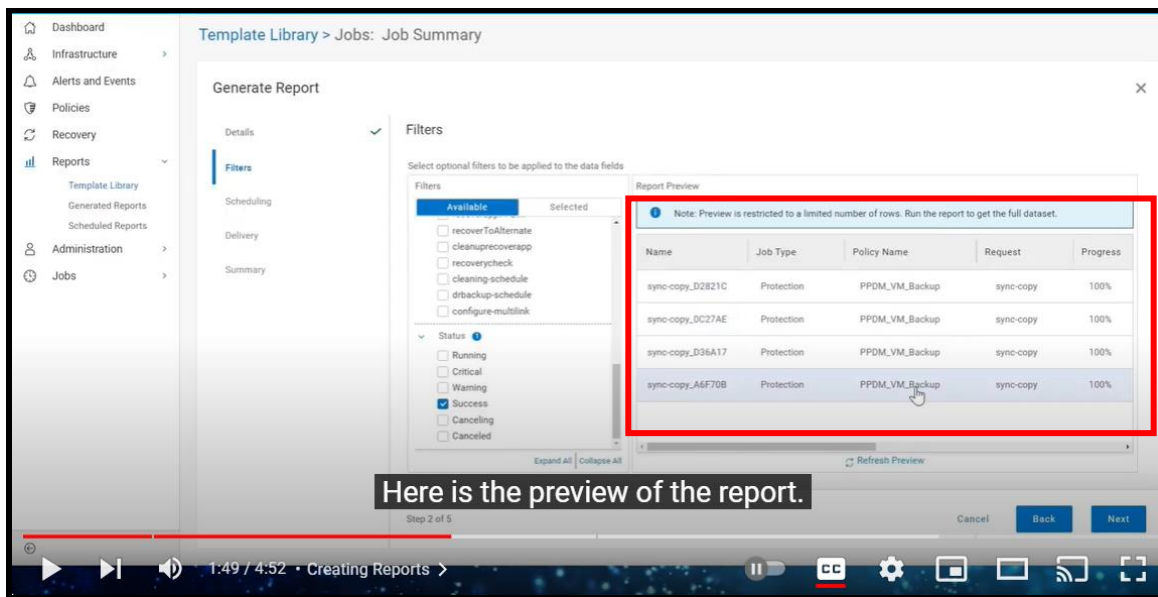 Dashboard
Infrastructure
Alerts and Events
Policies
Recovery
Reports
Template Library
Generated Reports
Scheduled Reports
Administration
Jobs
Template Library > Jobs: Job Summary
Generate Report
Details
Filters
Scheduling
Delivery
Summary
Filters
Select optional filters to be applied to the data fields
Filters
Available Selected
recoverToAlternate
cleanuprecoverapp
recoverycheck
cleaning-schedule
drbackup-schedule
configure-multilink
Status
Running
Critical
Warning
Success
Canceling
Canceled
Expand All Collapse All
Report Preview
Note: Preview is restricted to a limited number of rows. Run the report to get the full dataset.
Name Job Type Policy Name Request Progress
sync-copy_D2821C Protection PPDM_VM_Backup sync-copy 100%
sync-copy_0C27AE Protection PPDM_VM_Backup sync-copy 100%
sync-copy_D36A17 Protection PPDM_VM_Backup sync-copy 100%
sync-copy_A6F70B Protection PPDM_VM_Backup sync-copy 100%
Refresh Preview
Here is the preview of the report.
Step 2 of 5
Cancel Back Next
1:49 / 4:52 • Creating Reports >
CC